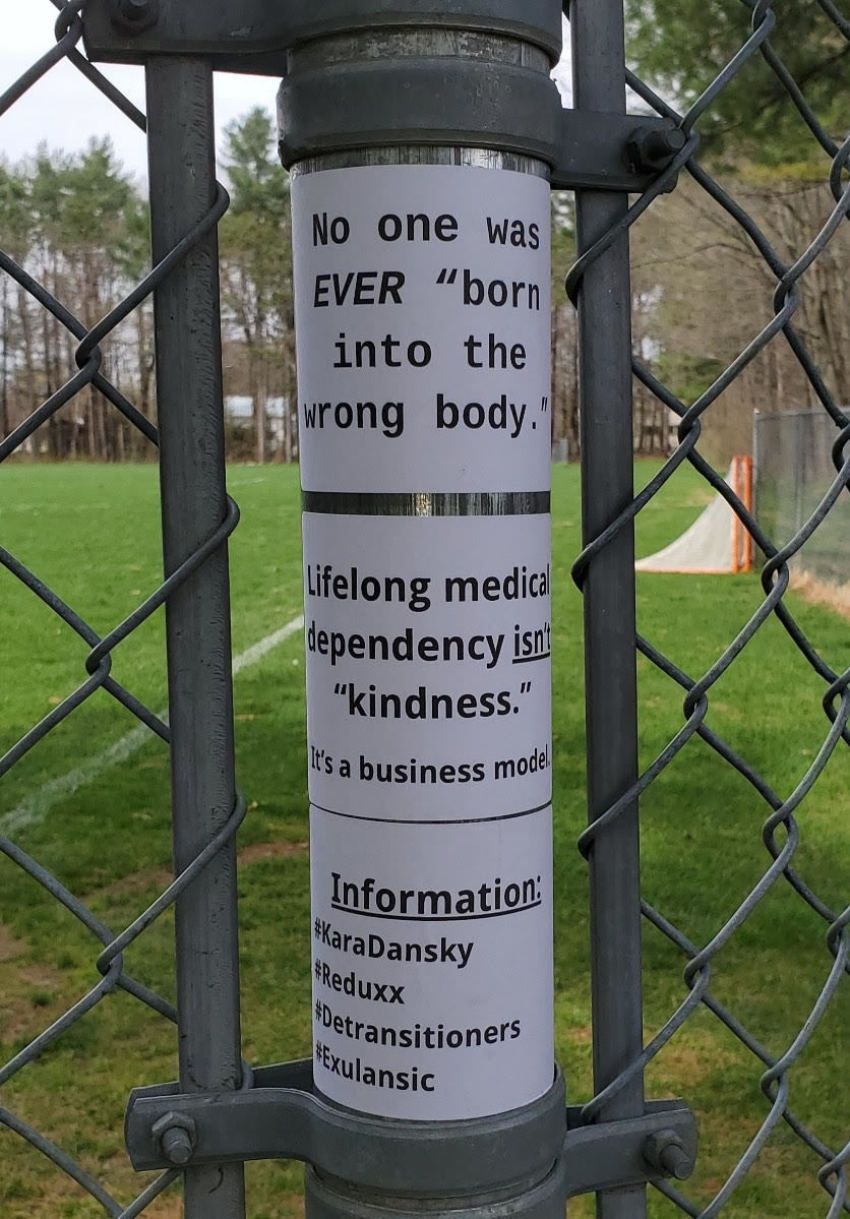 No one was
EVER “born
into the
wrong body.”
Lifelong medical
dependency isn’t
“kindness.”
It’s a business model.
Information:
#KaraDansky
#Reduxx
#Detransitioners
#Exulansic